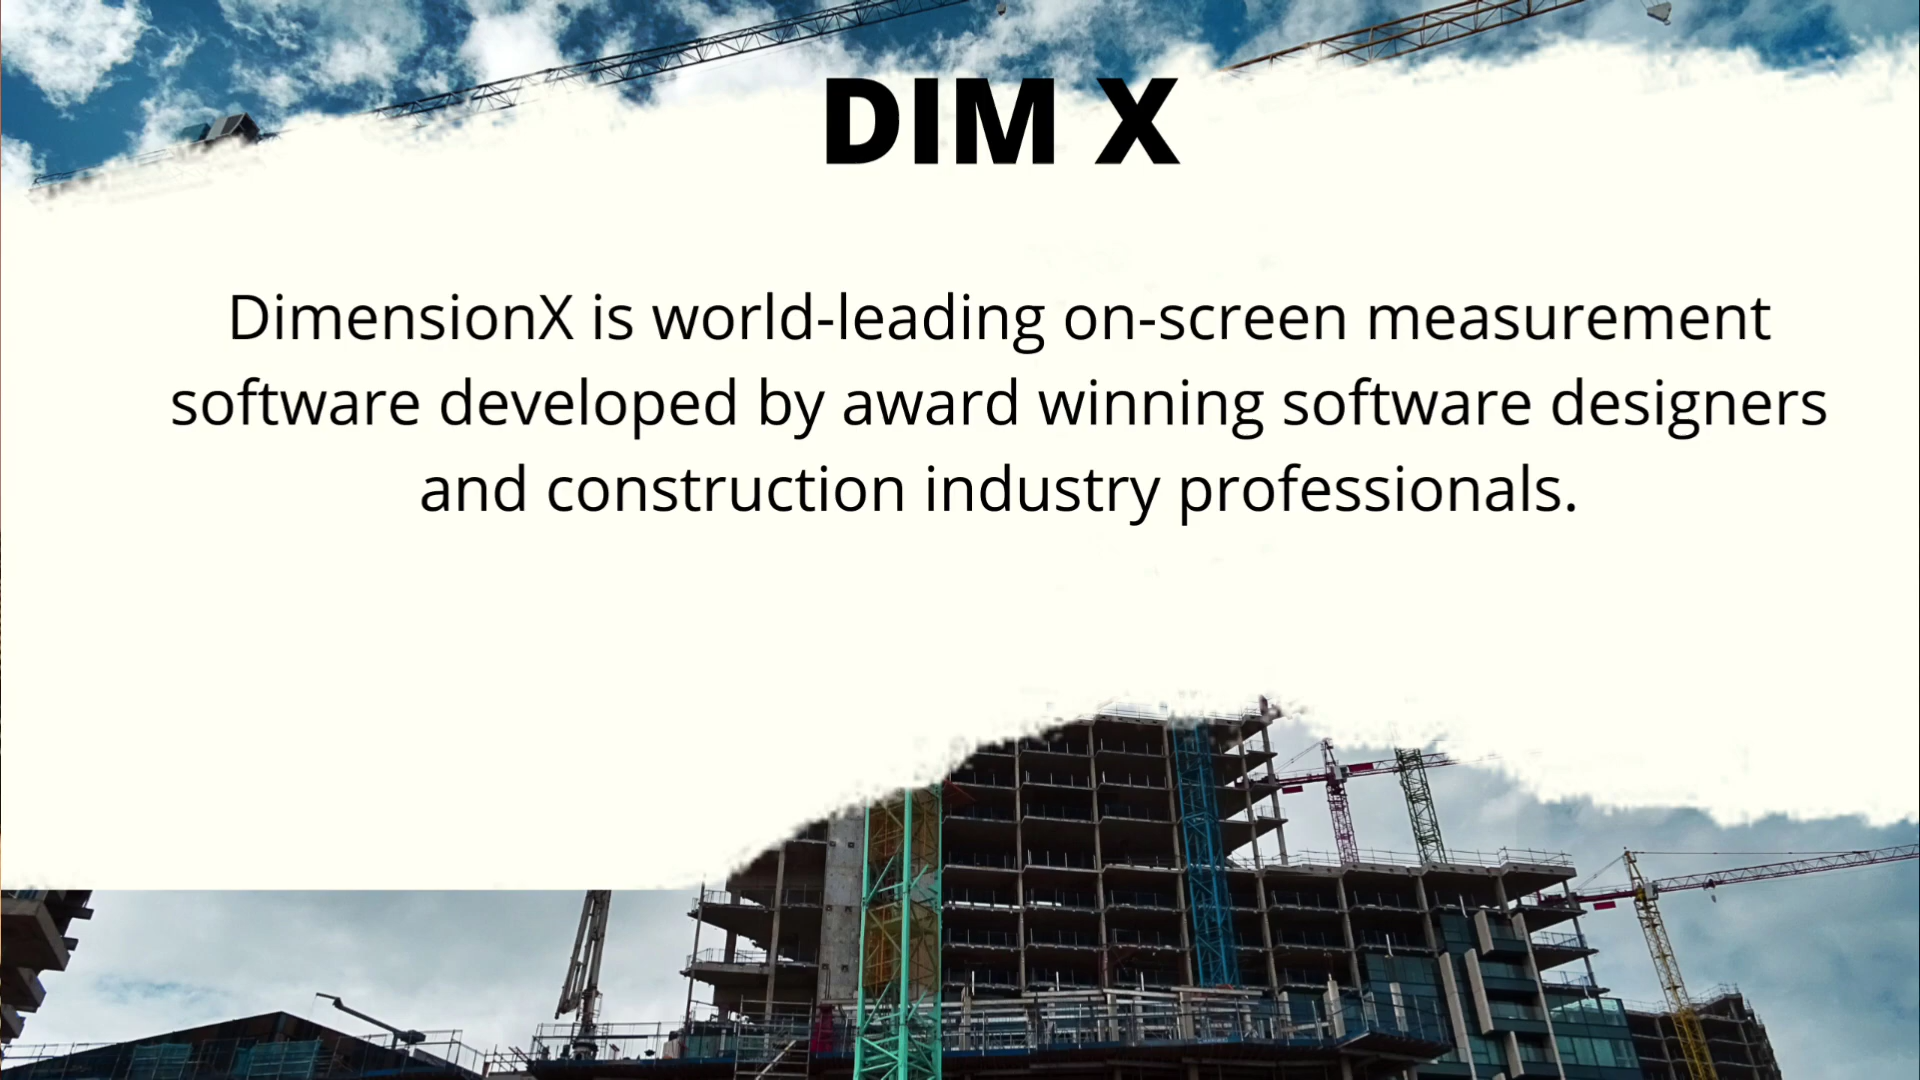 DIM X
DimensionX is world-leading on-screen measurement
software developed by award winning software designers
and construction industry professionals.